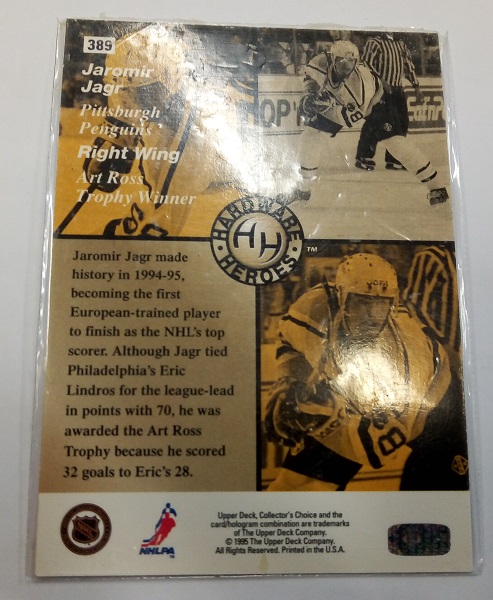 389
Jaromir
Jagr
Pittsburgh
Penguins
Right Wing
Art Ross
Trophy Winner
HARDWARE
HH
HEROES
™
Jaromir Jagr made
history in 1994-95,
becoming the first
European-trained player
to finish as the NHL's top
scorer. Although Jagr tied
Philadelphia's Eric
Lindros for the league-lead
in points with 70, he was
awarded the Art Ross
Trophy because he scored
32 goals to Eric's 28.
NHLPA
Upper Deck, Collector's Choice and the
card/hologram combination are trademarks
of The Upper Deck Company.
© 1995 The Upper Deck Company.
All Rights Reserved. Printed in the U.S.A.